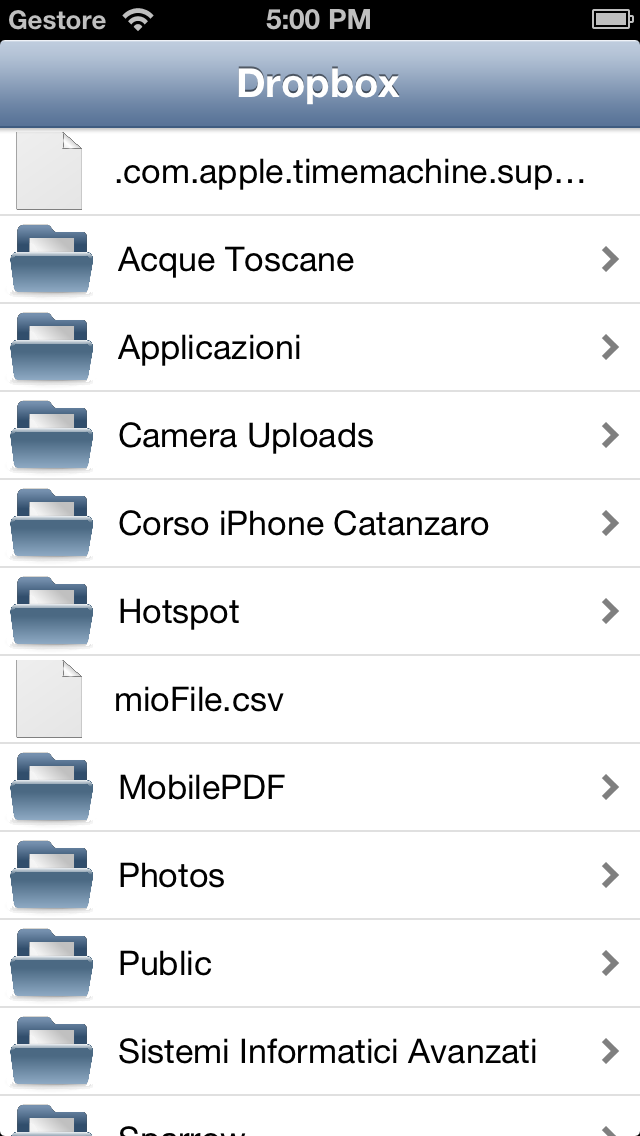 Gestore 5:00 PM
Dropbox
.com.apple.timemachine.sup...
Acque Toscane
Applicazioni
Camera Uploads
Corso iPhone Catanzaro
Hotspot
mioFile.csv
MobilePDF
Photos
Public
Sistemi Informatici Avanzati
Sparrow